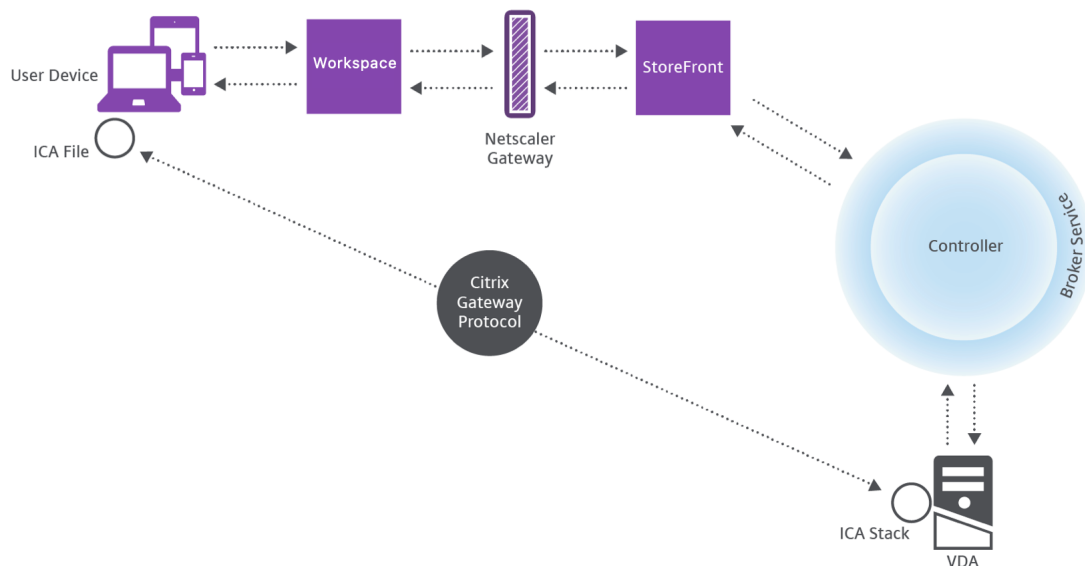 User Device
Workspace
StoreFront
Netscaler
Gateway
ICA File
Controller
Broker Service
Citrix
Gateway
Protocol
ICA Stack
VDA